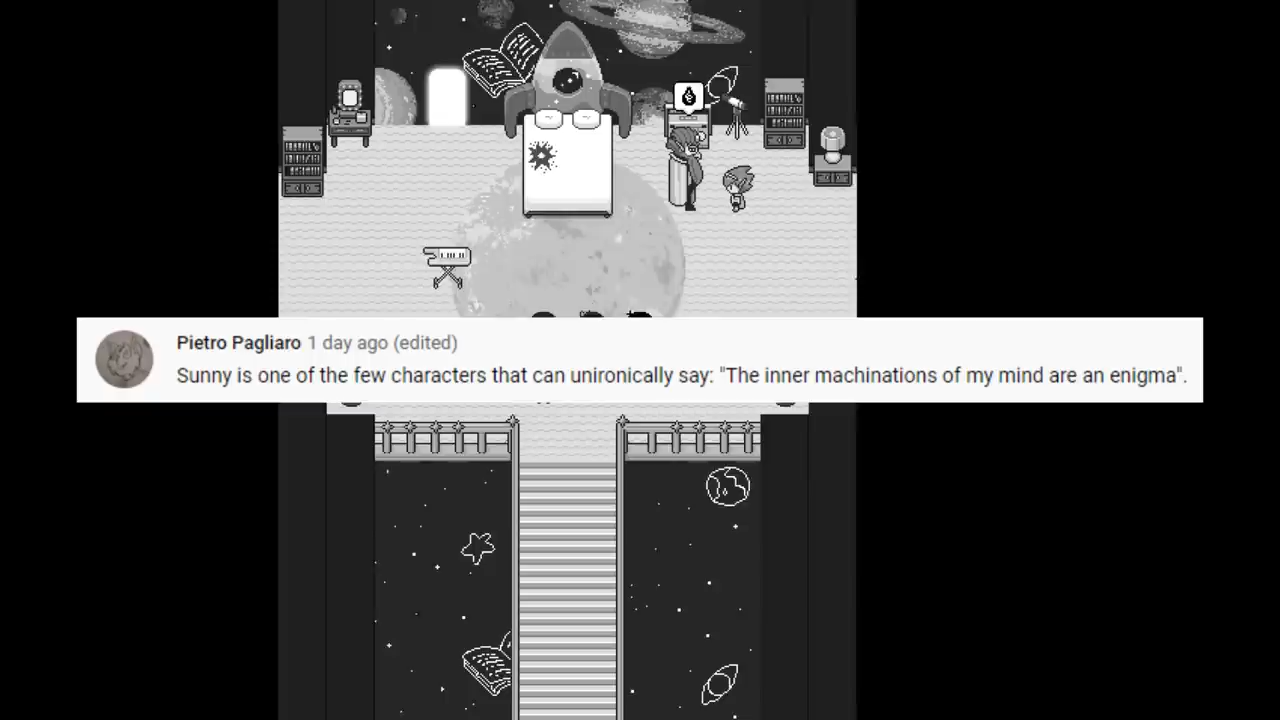 Pietro Pagliaro 1 day ago (edited)
Sunny is one of the few characters that can unironically say: "The inner machinations of my mind are an enigma".